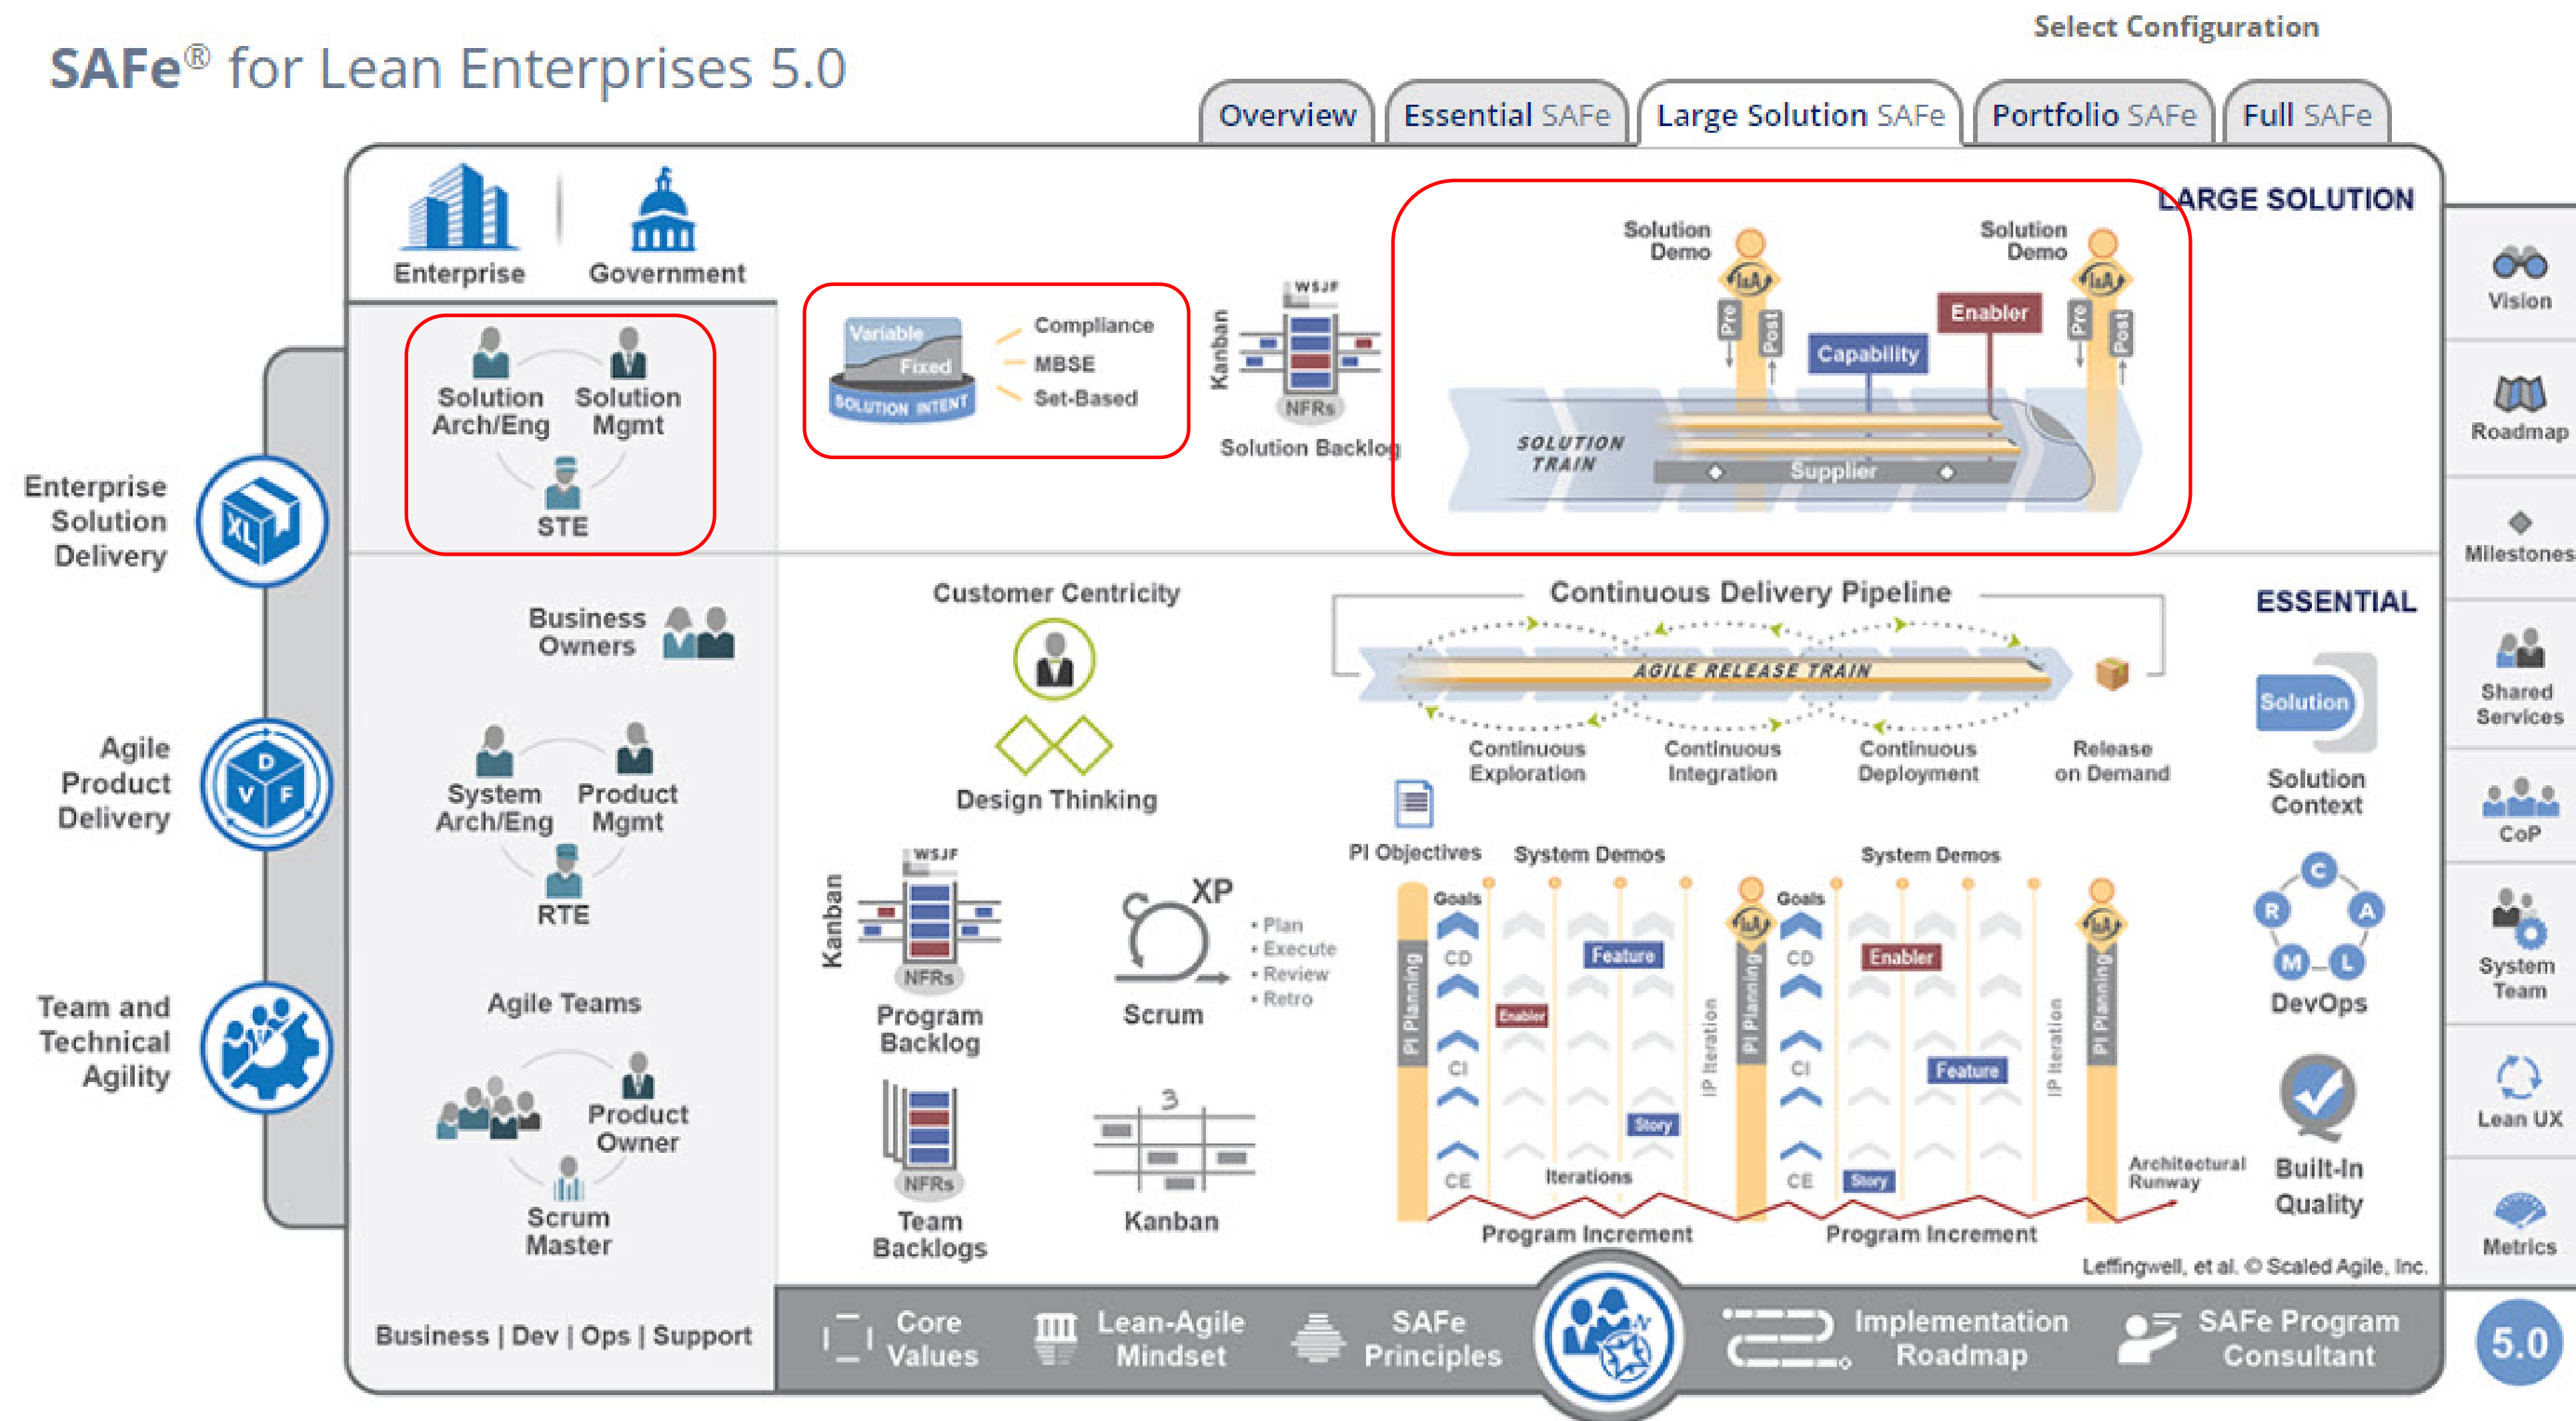 Select Configuration
SAFe® for Lean Enterprises 5.0
Overview
Essential SAFe
Large Solution SAFe
Portfolio SAFe
Full SAFe
LARGE SOLUTION
Enterprise
Government
Solution
Arch/Eng
Solution
Mgmt
STE
Variable
Fixed
SOLUTION INTENT
Compliance
MBSE
Set-Based
Kanban
WSJF
NFRs
Solution Backlog
Solution
Demo
I&A
Pre
Post
Capability
Enabler
Solution
Demo
I&A
Pre
Post
SOLUTION
TRAIN
Supplier
Enterprise
Solution
Delivery
XL
Agile
Product
Delivery
D
V
F
Team and
Technical
Agility
Business
Owners
System
Arch/Eng
Product
Mgmt
RTE
Agile Teams
Product
Owner
Scrum
Master
Business | Dev | Ops | Support
Customer Centricity
Design Thinking
Kanban
WSJF
NFRs
Program
Backlog
XP
• Plan
• Execute
• Review
• Retro
Scrum
NFRs
Team
Backlogs
3
Kanban
Continuous Delivery Pipeline
AGILE RELEASE TRAIN
Continuous
Exploration
Continuous
Integration
Continuous
Deployment
Release
on Demand
PI Objectives
System Demos
System Demos
PI Planning
Goals
CD
CI
CE
Enabler
Feature
Story
Iterations
IP Iteration
I&A
PI Planning
Goals
CD
CI
CE
Enabler
Feature
Story
IP Iteration
I&A
PI Planning
Architectural
Runway
Program Increment
Program Increment
ESSENTIAL
Solution
Solution
Context
C
R
A
M
L
DevOps
Built-In
Quality
Leffingwell, et al. © Scaled Agile, Inc.
Vision
Roadmap
Milestones
Shared
Services
CoP
System
Team
Lean UX
Metrics
Core
Values
Lean-Agile
Mindset
SAFe
Principles
N
Implementation
Roadmap
SAFe Program
Consultant
5.0